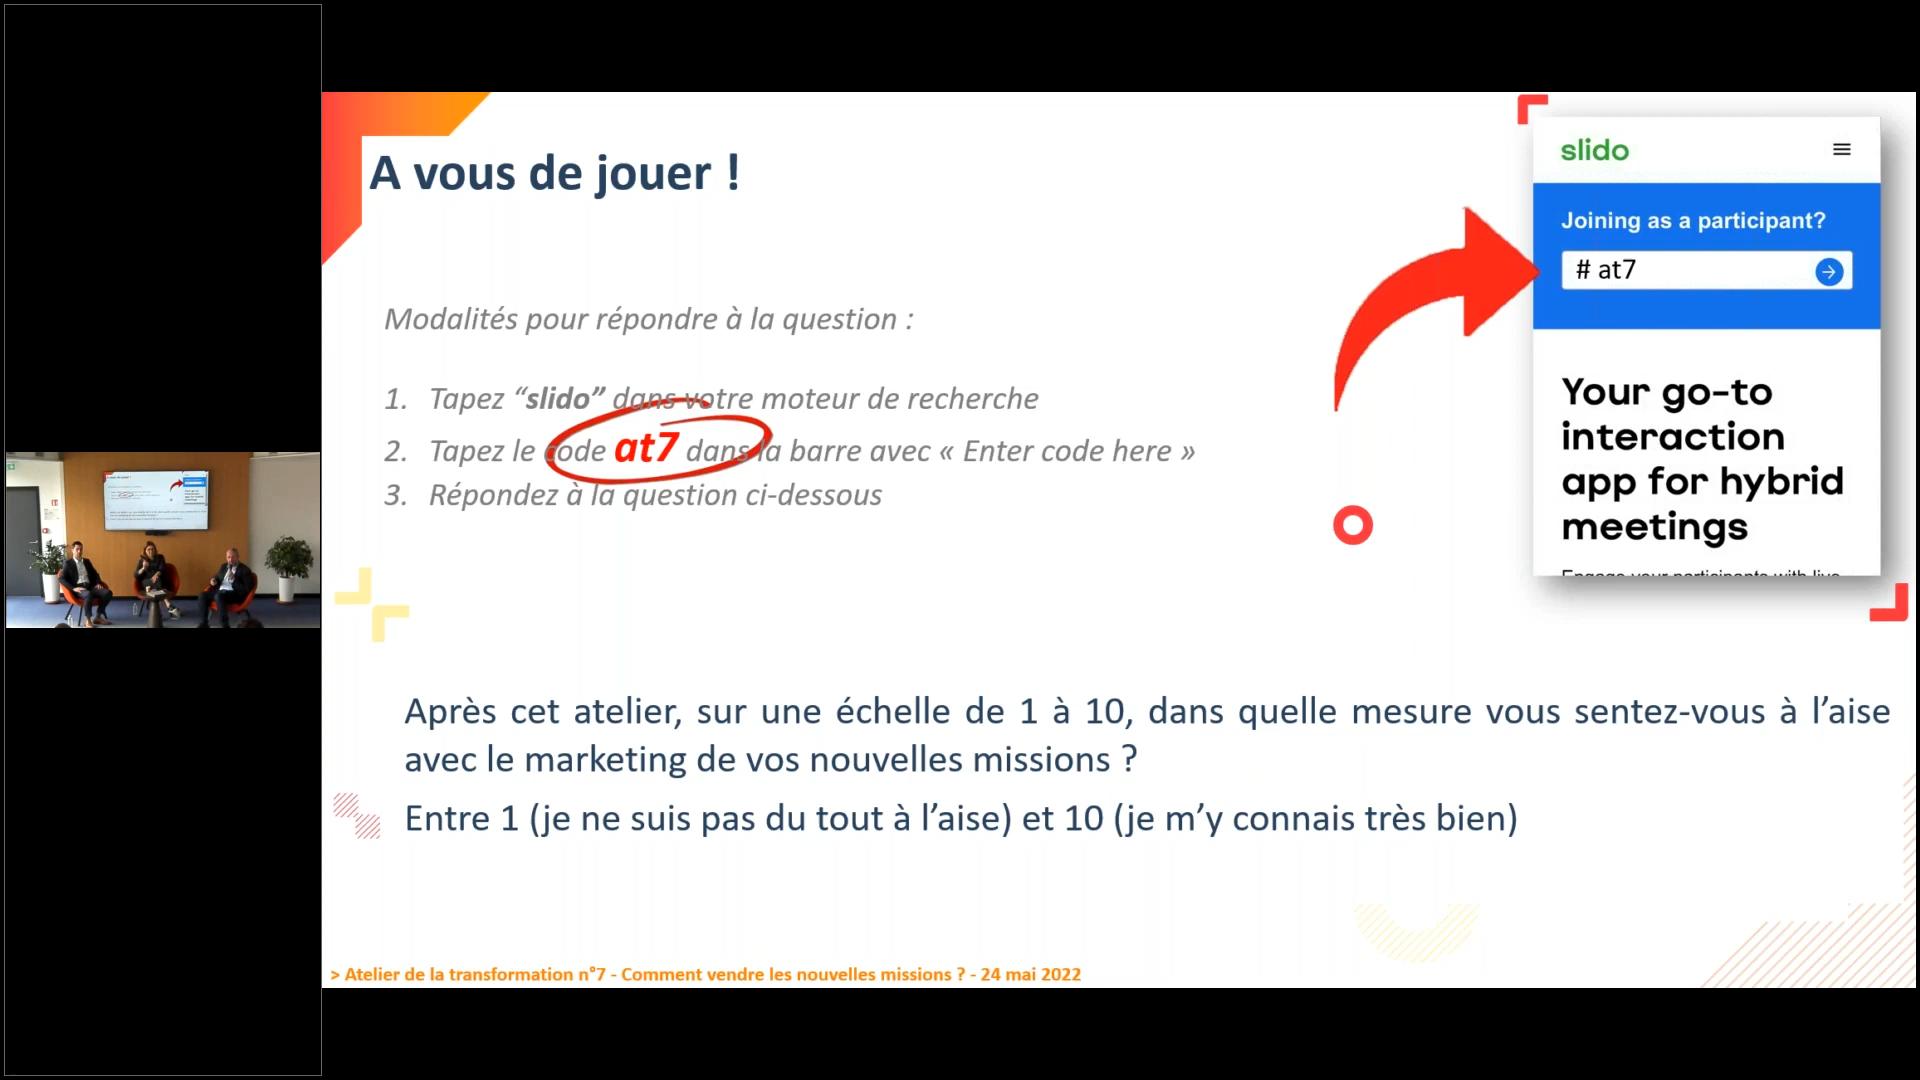 A vous de jouer !
Modalités pour répondre à la question :
1. Tapez “slido” dans votre moteur de recherche
2. Tapez le code at7 dans la barre avec « Enter code here »
3. Répondez à la question ci-dessous
slido
Joining as a participant?
# at7
Your go-to
interaction
app for hybrid
meetings
Engage your participants with live
Après cet atelier, sur une échelle de 1 à 10, dans quelle mesure vous sentez-vous à l’aise
avec le marketing de vos nouvelles missions ?
Entre 1 (je ne suis pas du tout à l’aise) et 10 (je m’y connais très bien)
> Atelier de la transformation n°7 - Comment vendre les nouvelles missions ? - 24 mai 2022